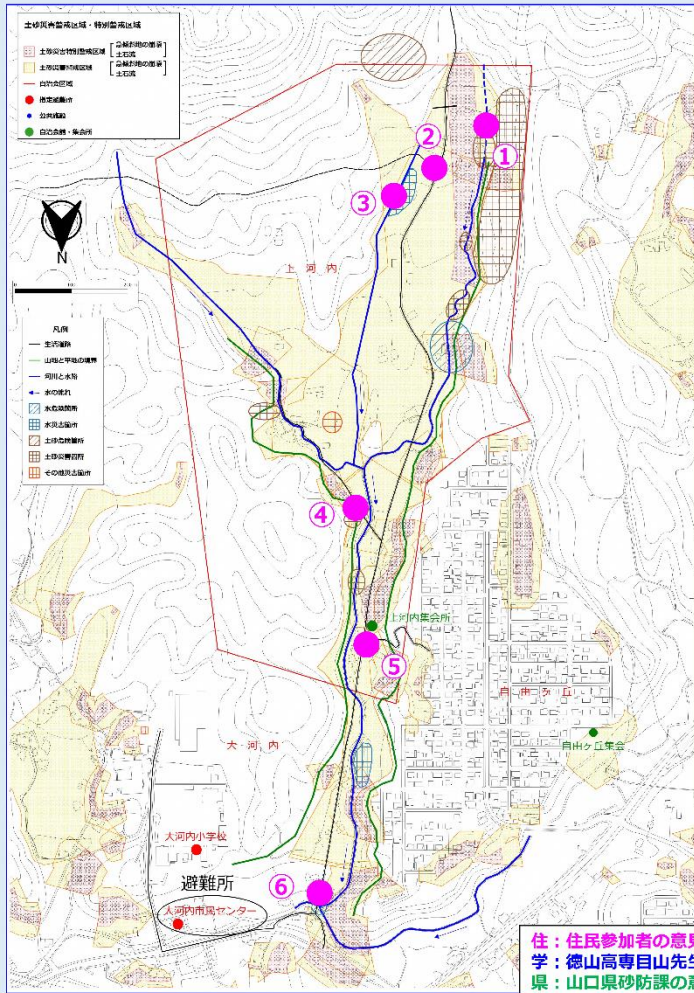 土砂災害警戒区域・特別警戒区域
土砂災害特別警戒区域
急傾斜地の崩壊
土石流
土砂災害警戒区域
急傾斜地の崩壊
土石流
自治会区域
指定避難所
公共施設
自治会館・集会所
N
凡例
生活道路
山地と平地の境界
河川と水路
水の流れ
水危険箇所
水災害箇所
土砂危険箇所
土砂災害箇所
その他災害箇所
①
②
③
上河内
④
上河内集会所
⑤
自由ヶ丘
大河内
自由ヶ丘集会
大河内小学校
避難所
⑥
大河内市民センター
住：住民参加者の意見
学：徳山高専目山先生
県：山口県砂防課の意